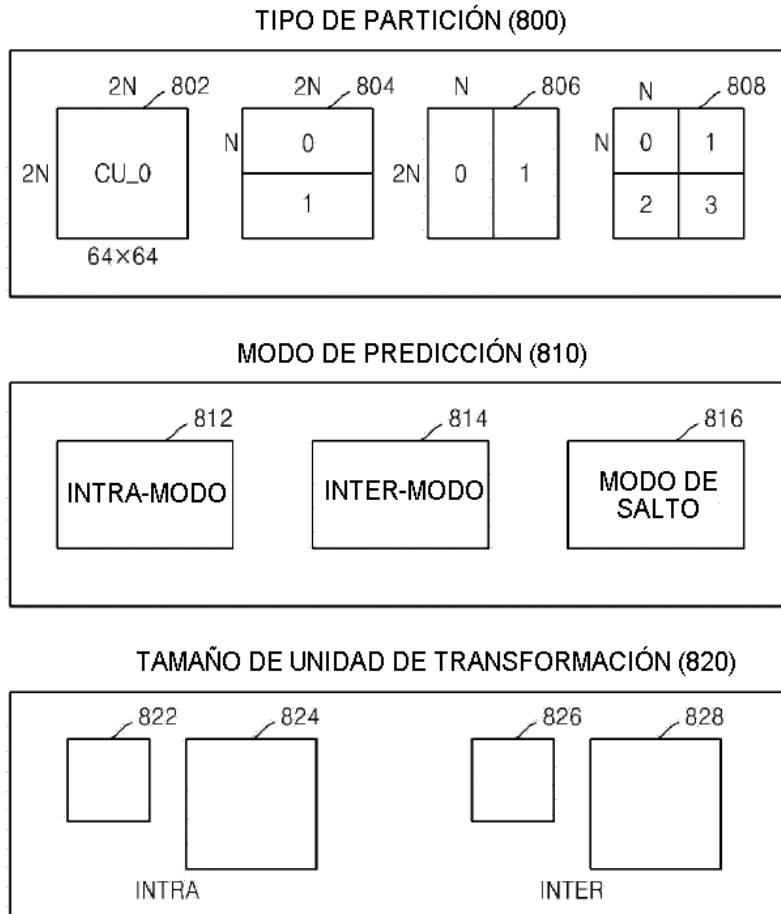 TIPO DE PARTICIÓN (800)
2N 802 2N 804 N 806 N 808
2N CU_0 N 0 2N 0 1 N 0 1
1 2 3
64×64
MODO DE PREDICCIÓN (810)
812 814 816
INTRA-MODO INTER-MODO MODO DE
SALTO
TAMAÑO DE UNIDAD DE TRANSFORMACIÓN (820)
822 824 826 828
INTRA INTER